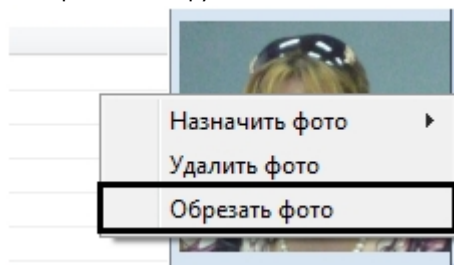 Назначить фото
Удалить фото
Обрезать фото